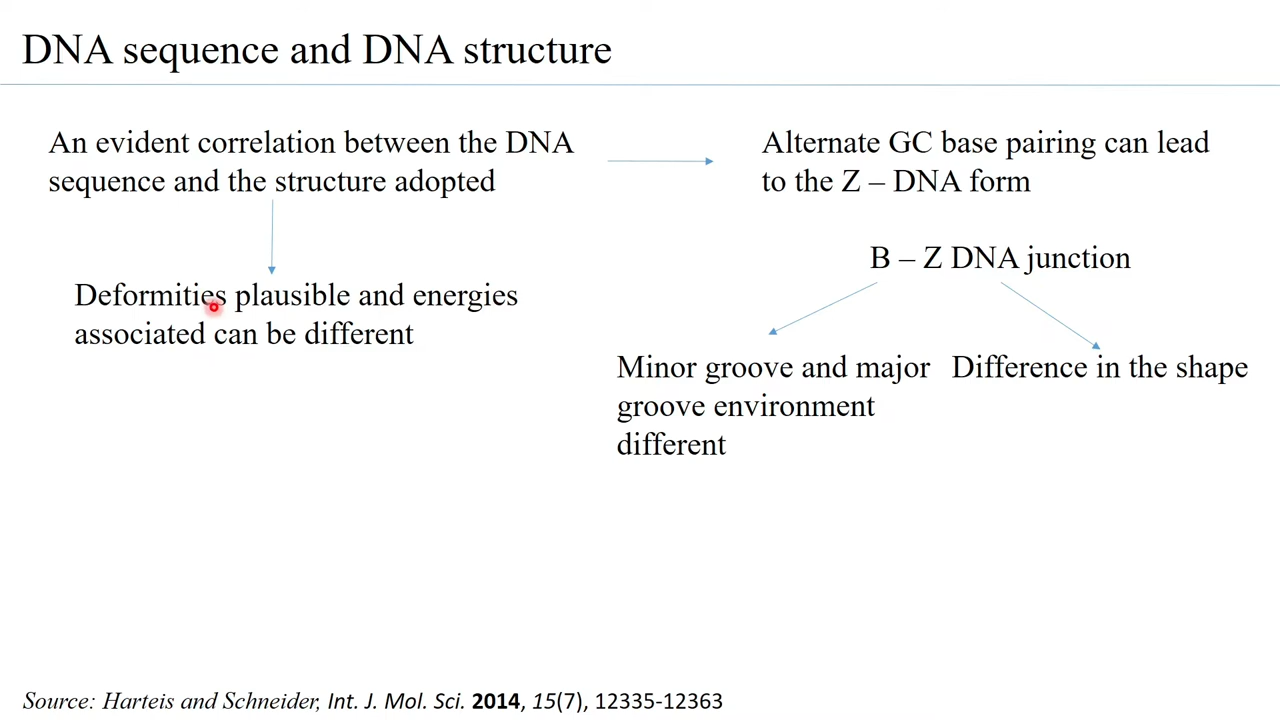 DNA sequence and DNA structure
An evident correlation between the DNA
sequence and the structure adopted
Alternate GC base pairing can lead
to the Z – DNA form
B – Z DNA junction
Deformities plausible and energies
associated can be different
Minor groove and major
groove environment
different
Difference in the shape
Source: Harteis and Schneider, Int. J. Mol. Sci. 2014, 15(7), 12335-12363